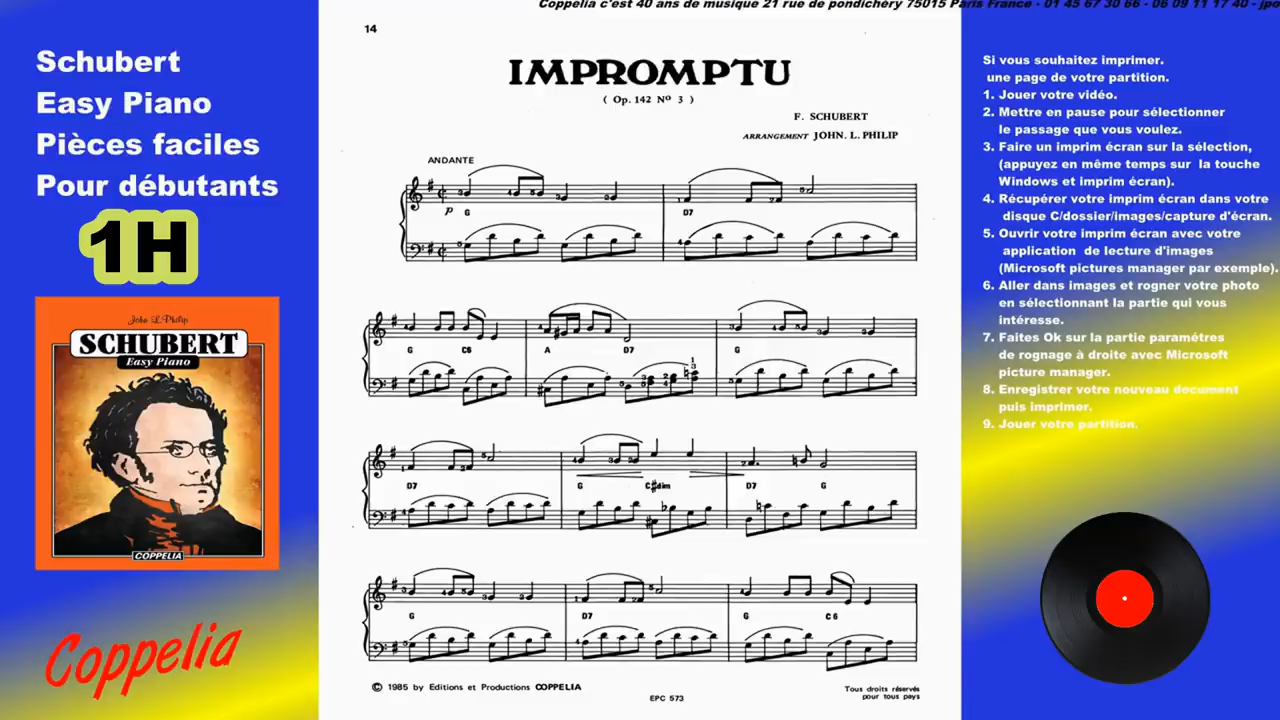 Coppelia c'est 40 ans de musique 21 rue de pondichéry 75015 Paris France - 01 45 67 30 66 - 06 09 11 17 40 - jpo
Schubert
Easy Piano
Pièces faciles
Pour débutants
1H
John L. Philip
SCHUBERT
Easy Piano
COPPELIA
Coppelia
14
IMPROMPTU
( Op. 142 Nº 3 )
F. SCHUBERT
ARRANGEMENT JOHN. L. PHILIP
ANDANTE
p
G D7
G C6 A D7 G
D7 G C#dim D7 G
G D7 G C6
© 1985 by Editions et Productions COPPELIA
EPC 573
Tous droits réservés
pour tous pays
Si vous souhaitez imprimer.
une page de votre partition.
1. Jouer votre vidéo.
2. Mettre en pause pour sélectionner
le passage que vous voulez.
3. Faire un imprim écran sur la sélection,
(appuyez en même temps sur la touche
Windows et imprim écran).
4. Récupérer votre imprim écran dans votre
disque C/dossier/images/capture d'écran.
5. Ouvrir votre imprim écran avec votre
application de lecture d'images
(Microsoft pictures manager par exemple).
6. Aller dans images et rogner votre photo
en sélectionnant la partie qui vous
intéresse.
7. Faites Ok sur la partie paramétres
de rognage à droite avec Microsoft
picture manager.
8. Enregistrer votre nouveau document
puis imprimer.
9. Jouer votre partition.